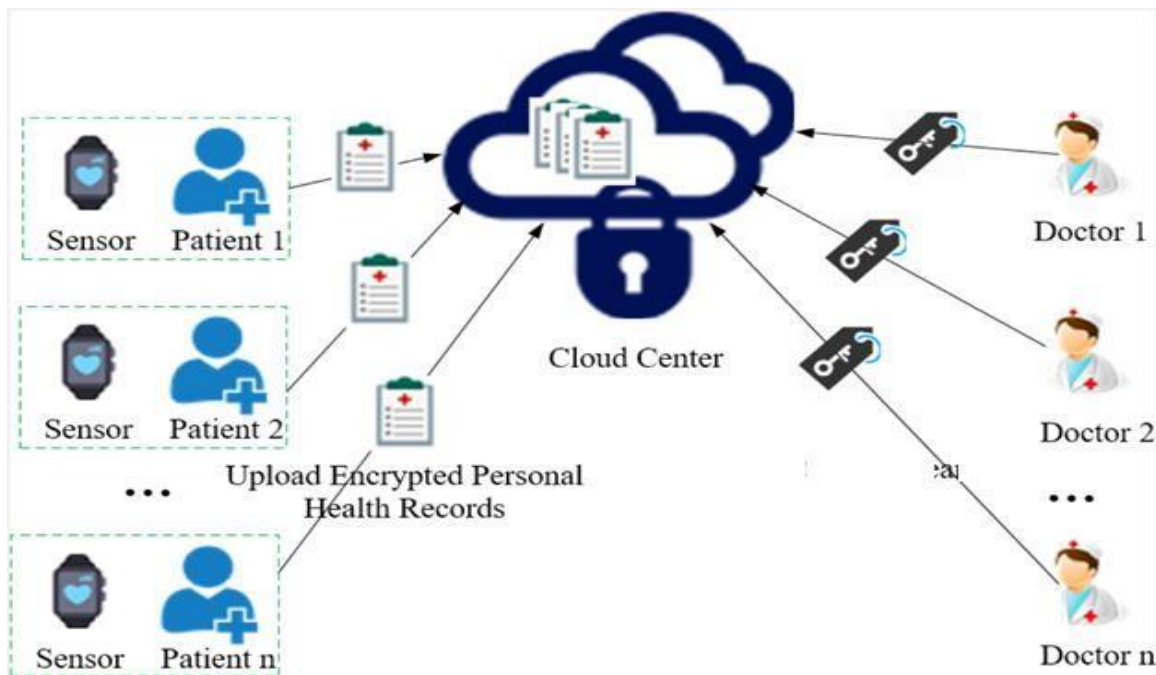 Sensor Patient 1
Doctor 1
Cloud Center
Sensor Patient 2
Doctor 2
Upload Encrypted Personal
Health Records
...
...
Sensor Patient n
Doctor n